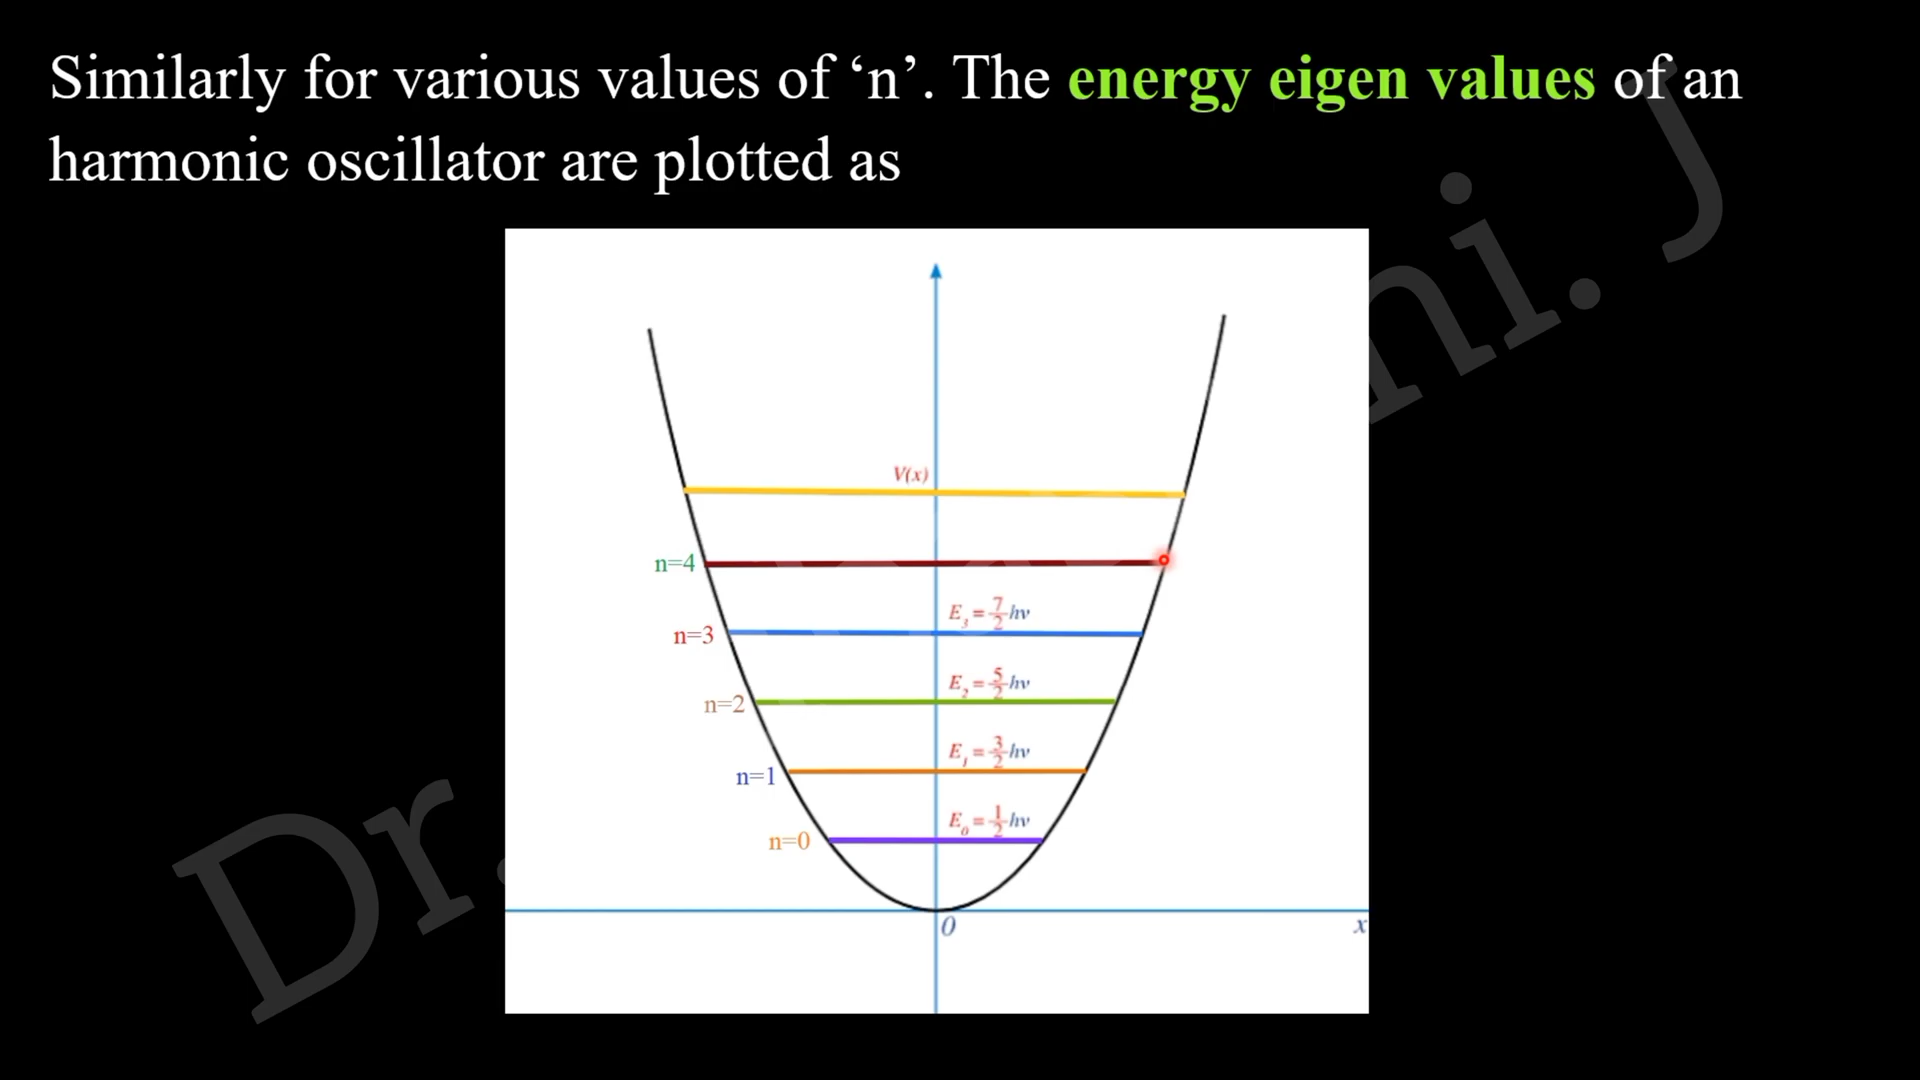 Similarly for various values of ‘n’. The energy eigen values of an
harmonic oscillator are plotted as
V(x)
n=4
E₃ = 7/2 hν
n=3
E₂ = 5/2 hν
n=2
E₁ = 3/2 hν
n=1
E₀ = 1/2 hν
n=0
0
x
Dr.
ni. J